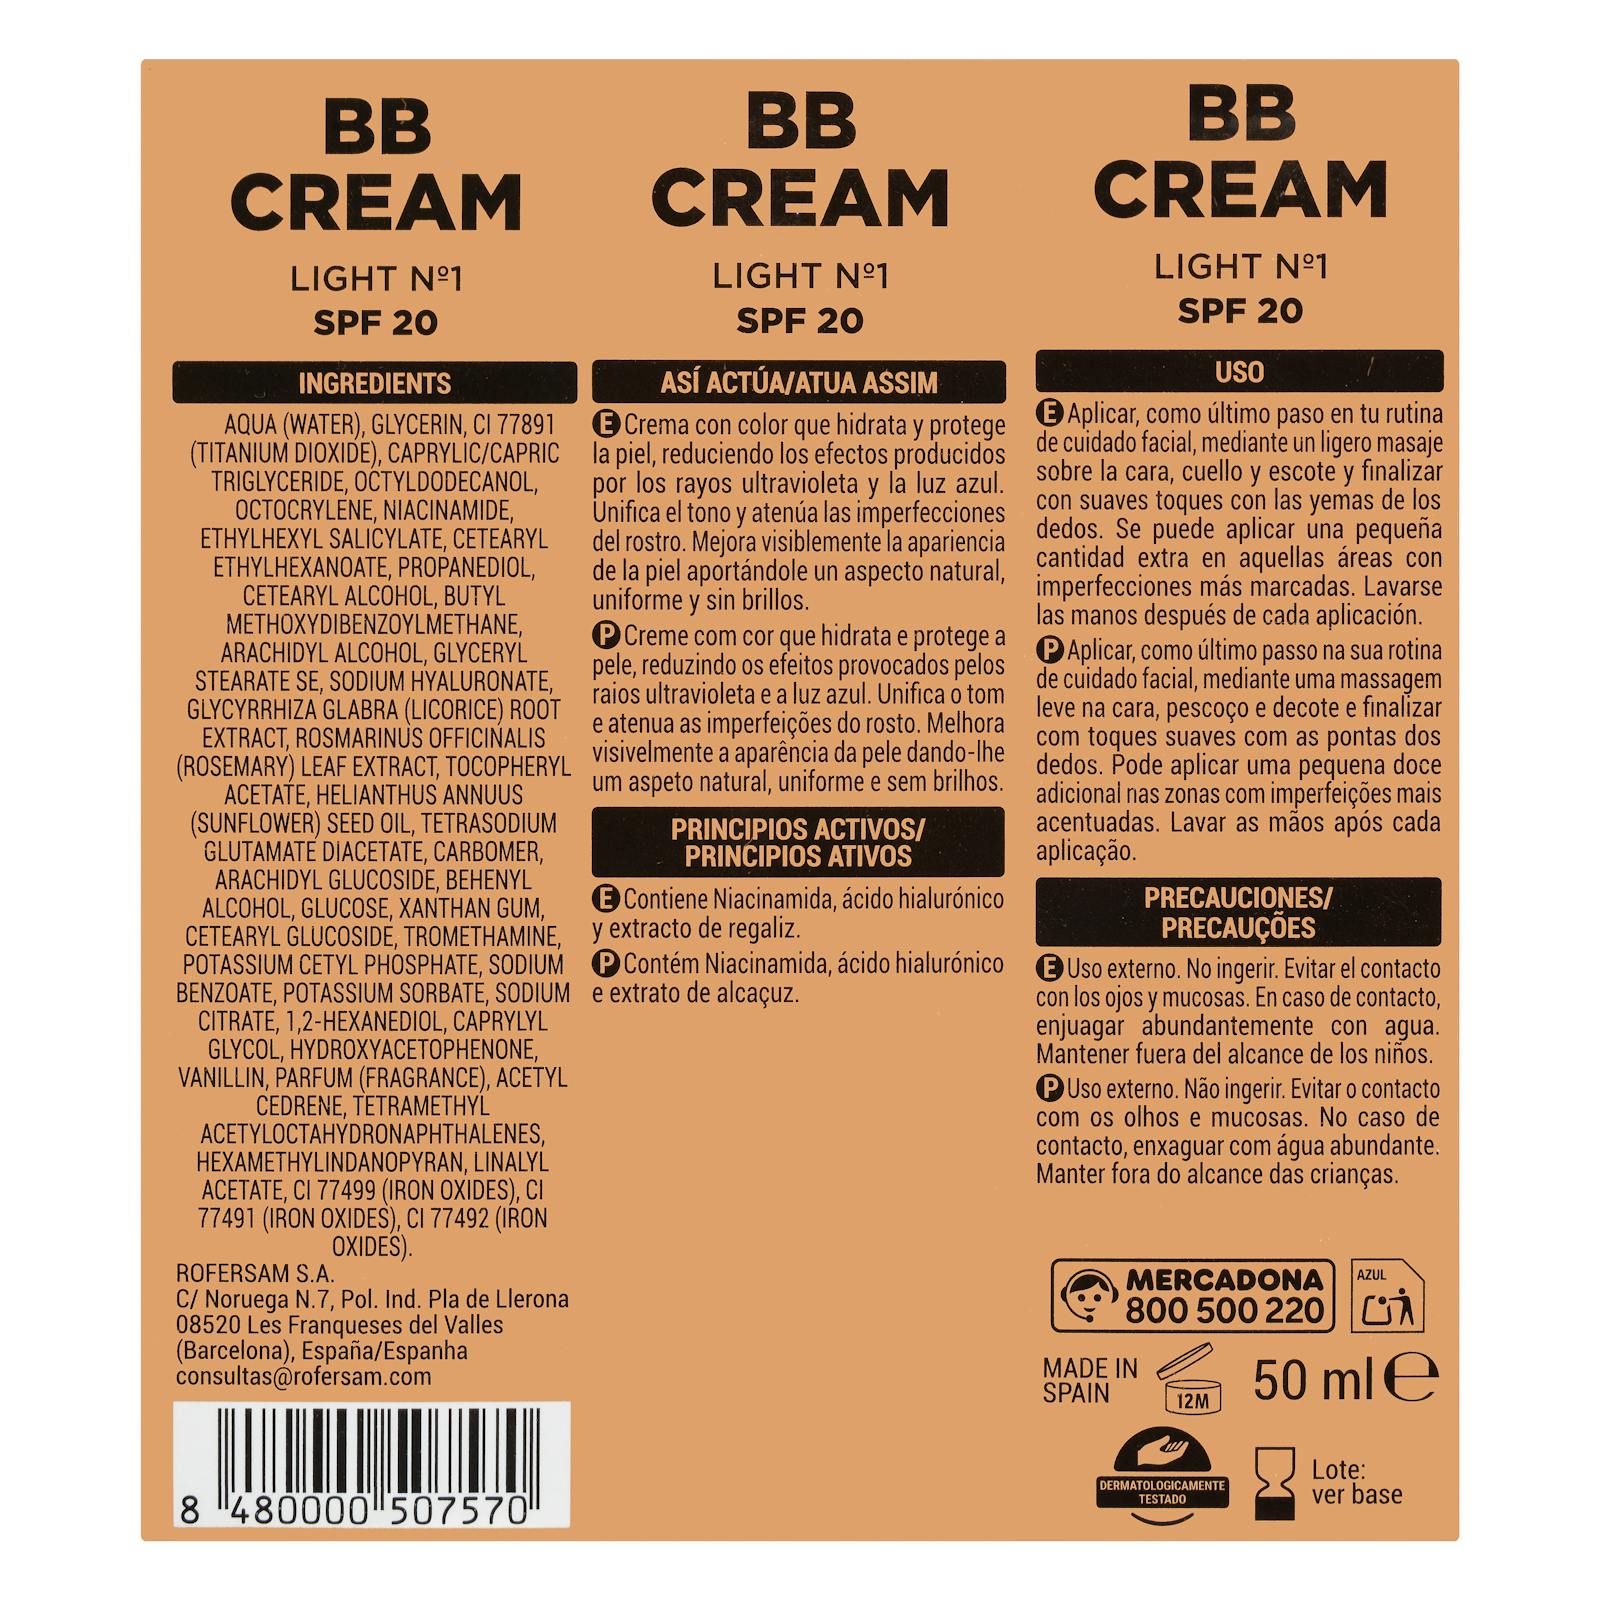 BB
CREAM
LIGHT Nº1
SPF 20
INGREDIENTS
AQUA (WATER), GLYCERIN, CI 77891
(TITANIUM DIOXIDE), CAPRYLIC/CAPRIC
TRIGLYCERIDE, OCTYLDODECANOL,
OCTOCRYLENE, NIACINAMIDE,
ETHYLHEXYL SALICYLATE, CETEARYL
ETHYLHEXANOATE, PROPANEDIOL,
CETEARYL ALCOHOL, BUTYL
METHOXYDIBENZOYLMETHANE,
ARACHIDYL ALCOHOL, GLYCERYL
STEARATE SE, SODIUM HYALURONATE,
GLYCYRRHIZA GLABRA (LICORICE) ROOT
EXTRACT, ROSMARINUS OFFICINALIS
(ROSEMARY) LEAF EXTRACT, TOCOPHERYL
ACETATE, HELIANTHUS ANNUUS
(SUNFLOWER) SEED OIL, TETRASODIUM
GLUTAMATE DIACETATE, CARBOMER,
ARACHIDYL GLUCOSIDE, BEHENYL
ALCOHOL, GLUCOSE, XANTHAN GUM,
CETEARYL GLUCOSIDE, TROMETHAMINE,
POTASSIUM CETYL PHOSPHATE, SODIUM
BENZOATE, POTASSIUM SORBATE, SODIUM
CITRATE, 1,2-HEXANEDIOL, CAPRYLYL
GLYCOL, HYDROXYACETOPHENONE,
VANILLIN, PARFUM (FRAGRANCE), ACETYL
CEDRENE, TETRAMETHYL
ACETYLOCTAHYDRONAPHTHALENES,
HEXAMETHYLINDANOPYRAN, LINALYL
ACETATE, CI 77499 (IRON OXIDES), CI
77491 (IRON OXIDES), CI 77492 (IRON
OXIDES).
ROFERSAM S.A.
C/ Noruega N.7, Pol. Ind. Pla de Llerona
08520 Les Franqueses del Valles
(Barcelona), España/Espanha
consultas@rofersam.com
8 480000 507570
BB
CREAM
LIGHT Nº1
SPF 20
ASÍ ACTÚA/ATUA ASSIM
E Crema con color que hidrata y protege
la piel, reduciendo los efectos producidos
por los rayos ultravioleta y la luz azul.
Unifica el tono y atenúa las imperfecciones
del rostro. Mejora visiblemente la apariencia
de la piel aportándole un aspecto natural,
uniforme y sin brillos.
P Creme com cor que hidrata e protege a
pele, reduzindo os efeitos provocados pelos
raios ultravioleta e a luz azul. Unifica o tom
e atenua as imperfeições do rosto. Melhora
visivelmente a aparência da pele dando-lhe
um aspeto natural, uniforme e sem brilhos.
PRINCIPIOS ACTIVOS/
PRINCIPIOS ATIVOS
E Contiene Niacinamida, ácido hialurónico
y extracto de regaliz.
P Contém Niacinamida, ácido hialurónico
e extrato de alcaçuz.
BB
CREAM
LIGHT Nº1
SPF 20
USO
E Aplicar, como último paso en tu rutina
de cuidado facial, mediante un ligero masaje
sobre la cara, cuello y escote y finalizar
con suaves toques con las yemas de los
dedos. Se puede aplicar una pequeña
cantidad extra en aquellas áreas con
imperfecciones más marcadas. Lavarse
las manos después de cada aplicación.
P Aplicar, como último passo na sua rotina
de cuidado facial, mediante uma massagem
leve na cara, pescoço e decote e finalizar
com toques suaves com as pontas dos
dedos. Pode aplicar uma pequena doce
adicional nas zonas com imperfeições mais
acentuadas. Lavar as mãos após cada
aplicação.
PRECAUCIONES/
PRECAUÇÕES
E Uso externo. No ingerir. Evitar el contacto
con los ojos y mucosas. En caso de contacto,
enjuagar abundantemente con agua.
Mantener fuera del alcance de los niños.
P Uso externo. Não ingerir. Evitar o contacto
com os olhos e mucosas. No caso de
contacto, enxaguar com água abundante.
Manter fora do alcance das crianças.
MERCADONA
800 500 220
AZUL
MADE IN
SPAIN
12M
50 ml e
DERMATOLOGICAMENTE
TESTADO
Lote:
ver base